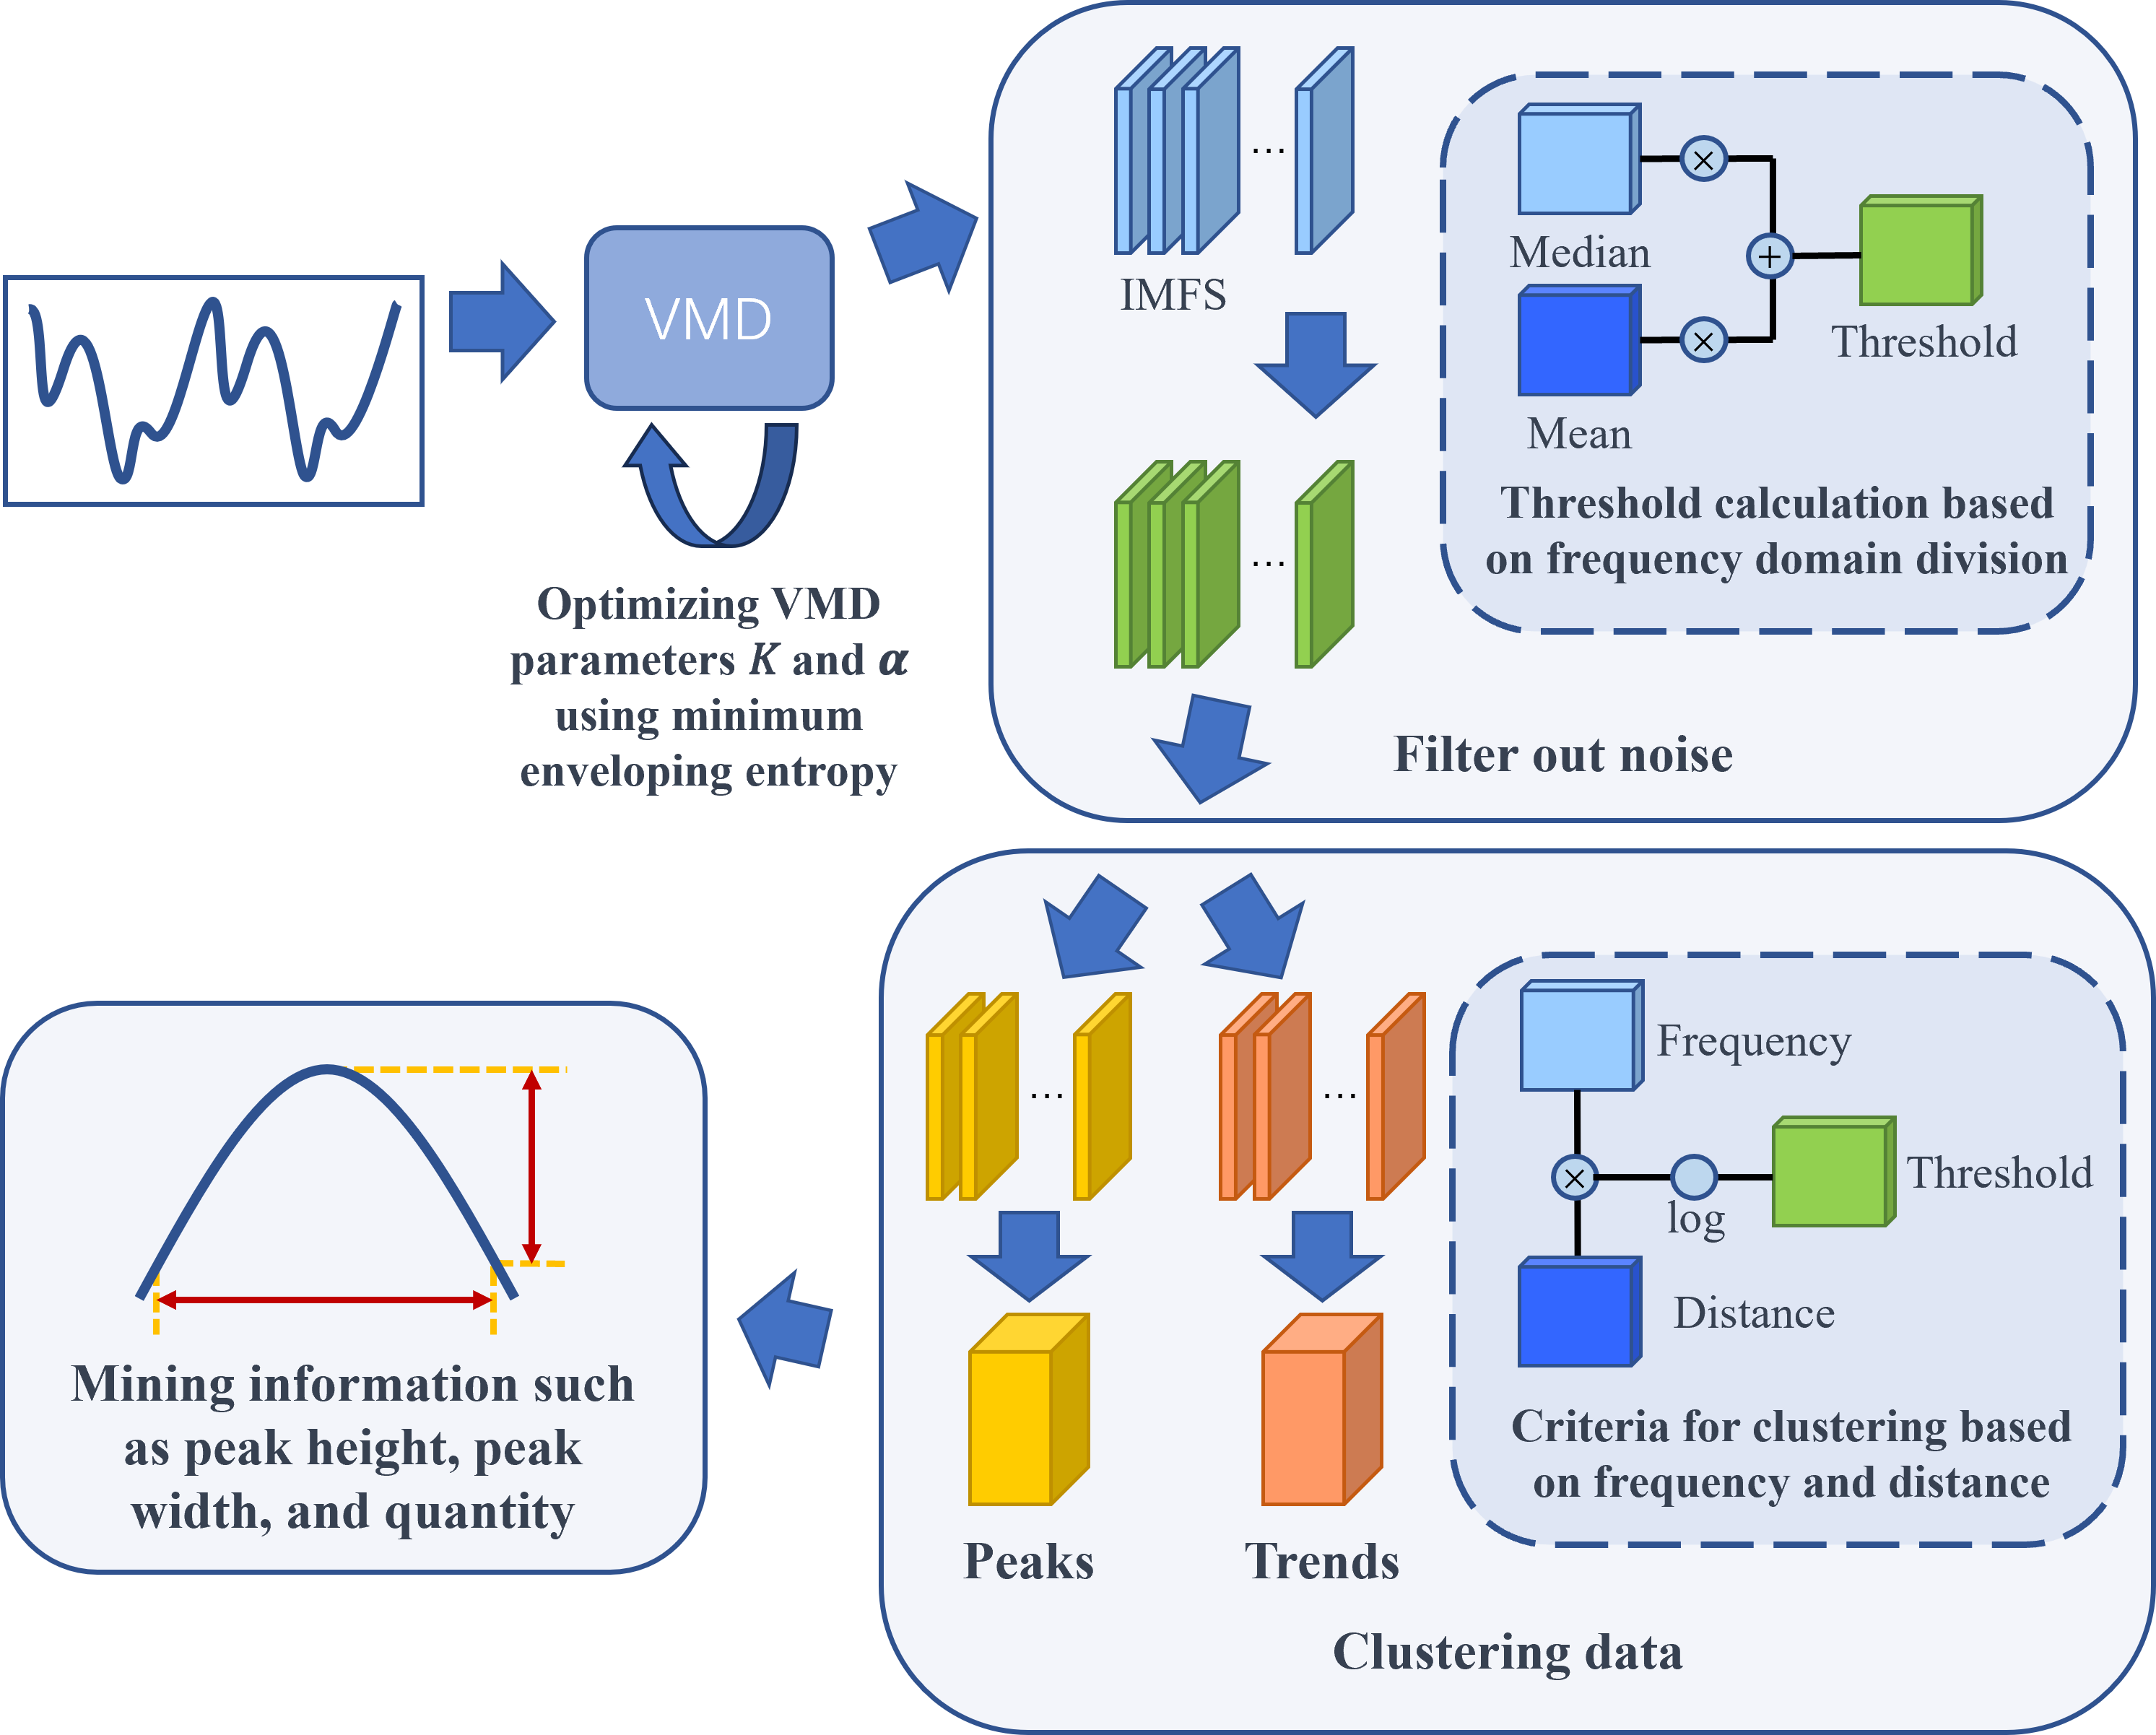 VMD
Optimizing VMD
parameters K and α
using minimum
enveloping entropy
IMFS
...
...
Median
Mean
×
×
+
Threshold
Threshold calculation based
on frequency domain division
Filter out noise
...
...
Peaks
Trends
Frequency
×
log
Threshold
Distance
Criteria for clustering based
on frequency and distance
Clustering data
Mining information such
as peak height, peak
width, and quantity